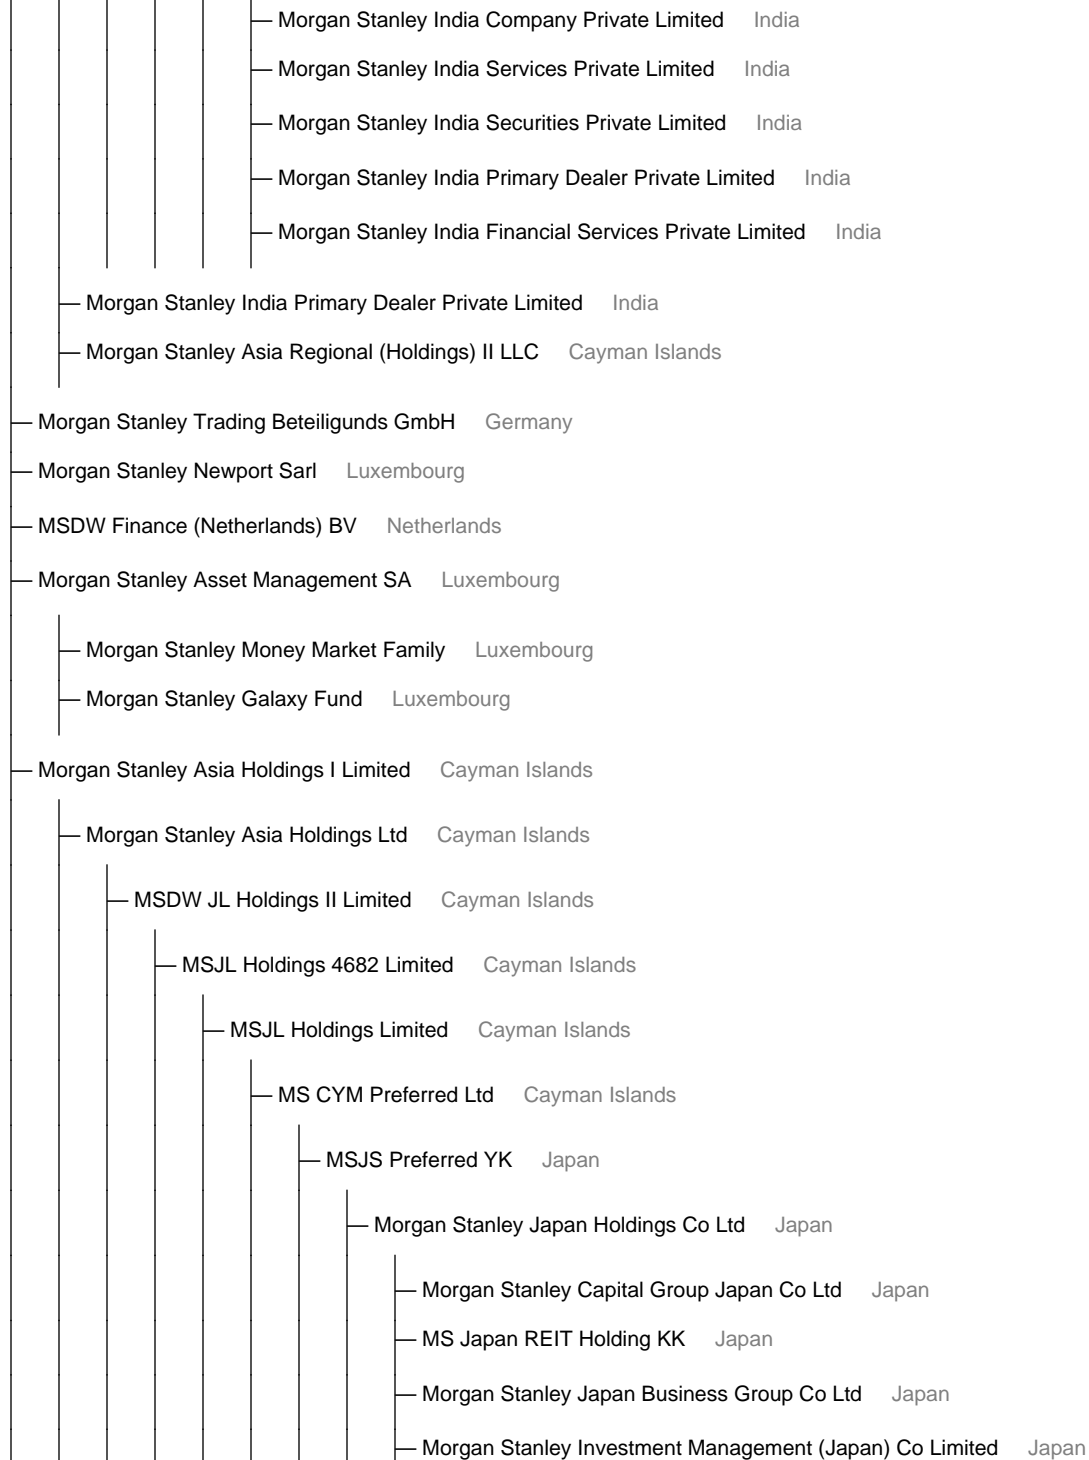 Morgan Stanley India Company Private Limited India
Morgan Stanley India Services Private Limited India
Morgan Stanley India Securities Private Limited India
Morgan Stanley India Primary Dealer Private Limited India
Morgan Stanley India Financial Services Private Limited India
Morgan Stanley India Primary Dealer Private Limited India
Morgan Stanley Asia Regional (Holdings) II LLC Cayman Islands
Morgan Stanley Trading Beteiligunds GmbH Germany
Morgan Stanley Newport Sarl Luxembourg
MSDW Finance (Netherlands) BV Netherlands
Morgan Stanley Asset Management SA Luxembourg
Morgan Stanley Money Market Family Luxembourg
Morgan Stanley Galaxy Fund Luxembourg
Morgan Stanley Asia Holdings I Limited Cayman Islands
Morgan Stanley Asia Holdings Ltd Cayman Islands
MSDW JL Holdings II Limited Cayman Islands
MSJL Holdings 4682 Limited Cayman Islands
MSJL Holdings Limited Cayman Islands
MS CYM Preferred Ltd Cayman Islands
MSJS Preferred YK Japan
Morgan Stanley Japan Holdings Co Ltd Japan
Morgan Stanley Capital Group Japan Co Ltd Japan
MS Japan REIT Holding KK Japan
Morgan Stanley Japan Business Group Co Ltd Japan
Morgan Stanley Investment Management (Japan) Co Limited Japan